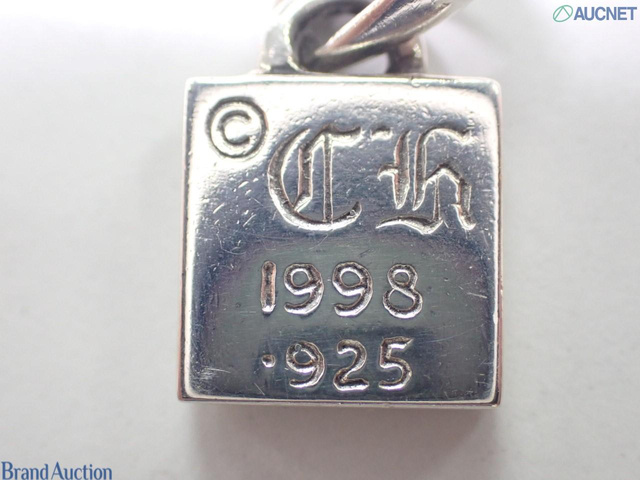 AUCNET
© CH
1998
.925
Brand Auction